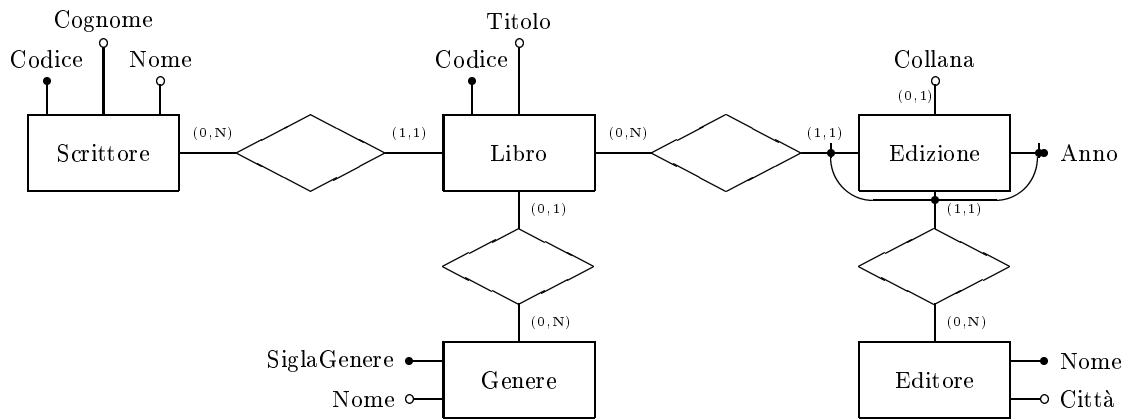 Cognome
Titolo
Codice
Nome
Codice
Collana
(0,1)
(0,N)
(1,1)
(0,N)
(1,1)
Scrittore
Libro
Edizione
Anno
(0,1)
(1,1)
(0,N)
(0,N)
SiglaGenere
Nome
Genere
Editore
Nome
Città